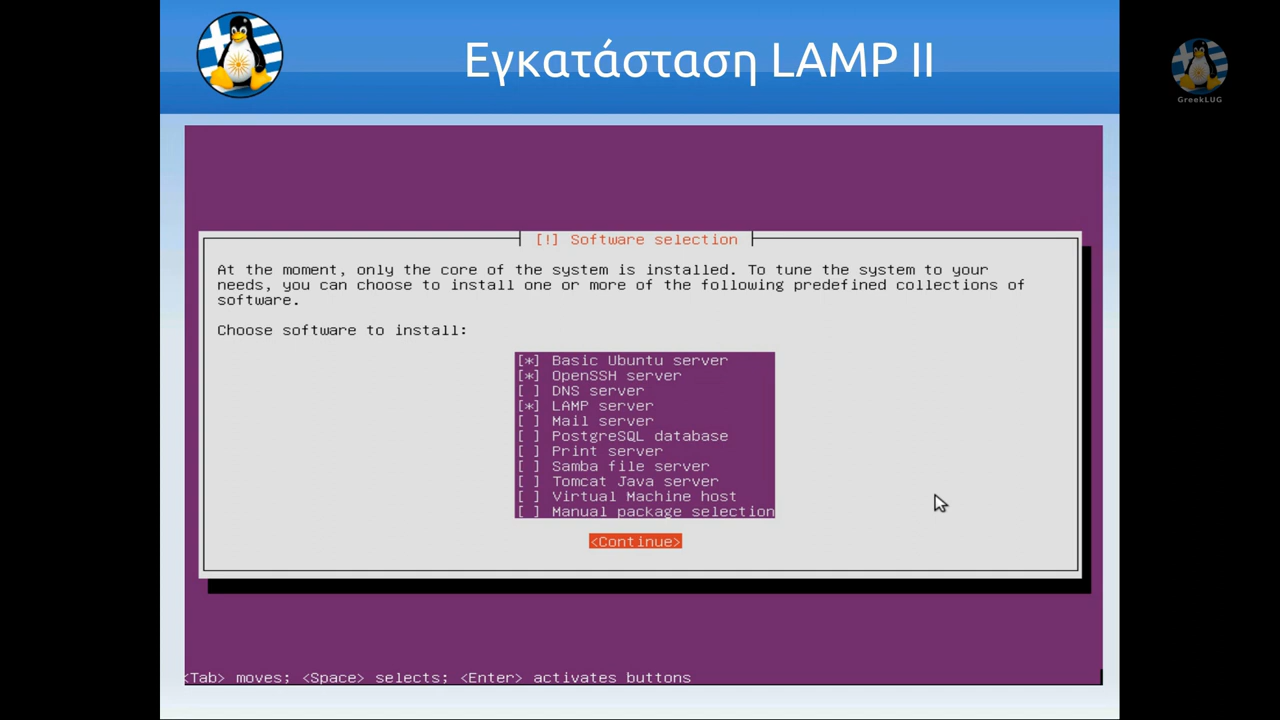 Εγκατάσταση LAMP II
GreekLUG
[!] Software selection
At the moment, only the core of the system is installed. To tune the system to your
needs, you can choose to install one or more of the following predefined collections of
software.
Choose software to install:
[*] Basic Ubuntu server
[*] OpenSSH server
[ ] DNS server
[*] LAMP server
[ ] Mail server
[ ] PostgreSQL database
[ ] Print server
[ ] Samba file server
[ ] Tomcat Java server
[ ] Virtual Machine host
[ ] Manual package selection
<Continue>
<Tab> moves; <Space> selects; <Enter> activates buttons